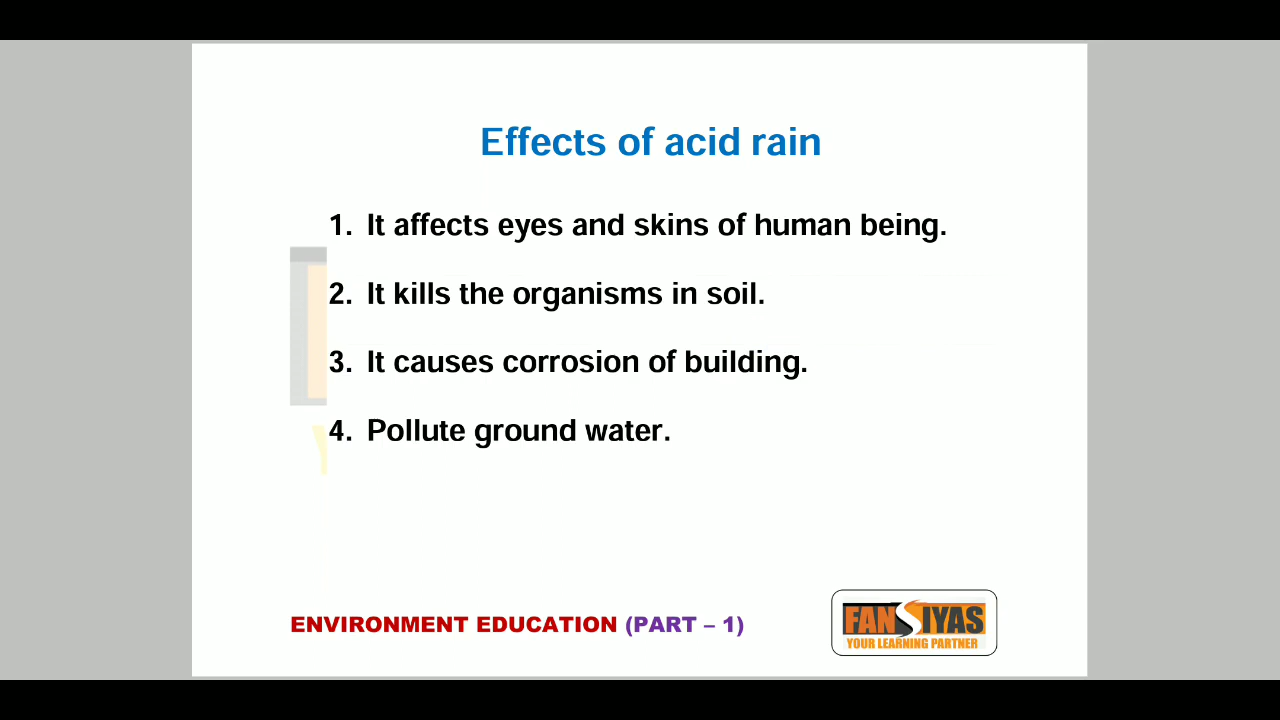 Effects of acid rain
1. It affects eyes and skins of human being.
2. It kills the organisms in soil.
3. It causes corrosion of building.
4. Pollute ground water.
ENVIRONMENT EDUCATION (PART – 1)
FANSIYAS
YOUR LEARNING PARTNER